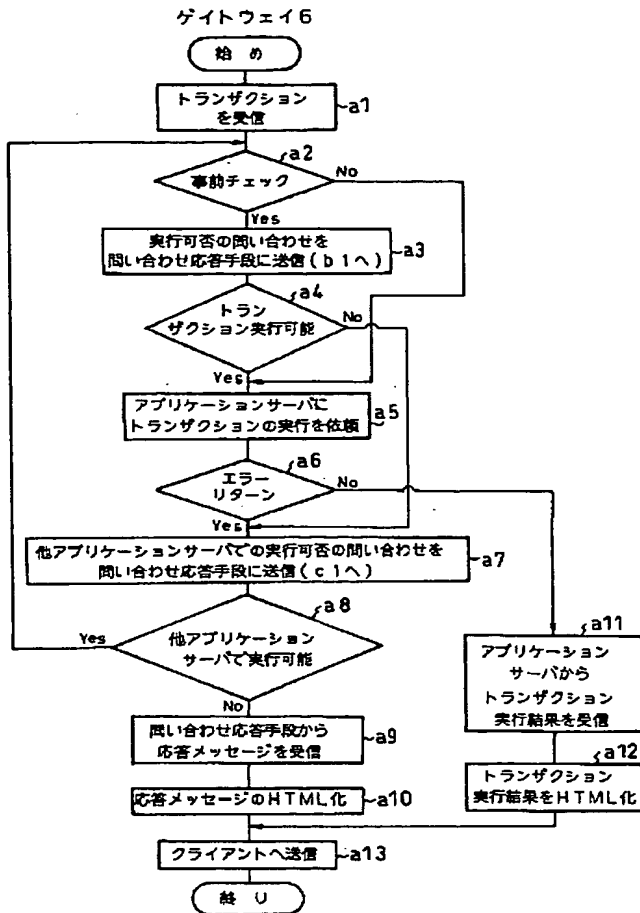 ゲイトウェイ6
始め
トランザクション
を受信
a1
a2
事前チェック
No
Yes
実行可否の問い合わせを
問い合わせ応答手段に送信(b1へ)
a3
a4
トラン
ザクション実行可能
No
Yes
アプリケーションサーバに
トランザクションの実行を依頼
a5
a6
エラー
リターン
No
Yes
他アプリケーションサーバでの実行可否の問い合わせを
問い合わせ応答手段に送信(c1へ)
a7
a8
Yes
他アプリケーション
サーバで実行可能
No
a11
アプリケーション
サーバから
トランザクション
実行結果を受信
問い合わせ応答手段から
応答メッセージを受信
a9
a12
トランザクション
実行結果をHTML化
応答メッセージのHTML化
a10
クライアントへ送信
a13
終り